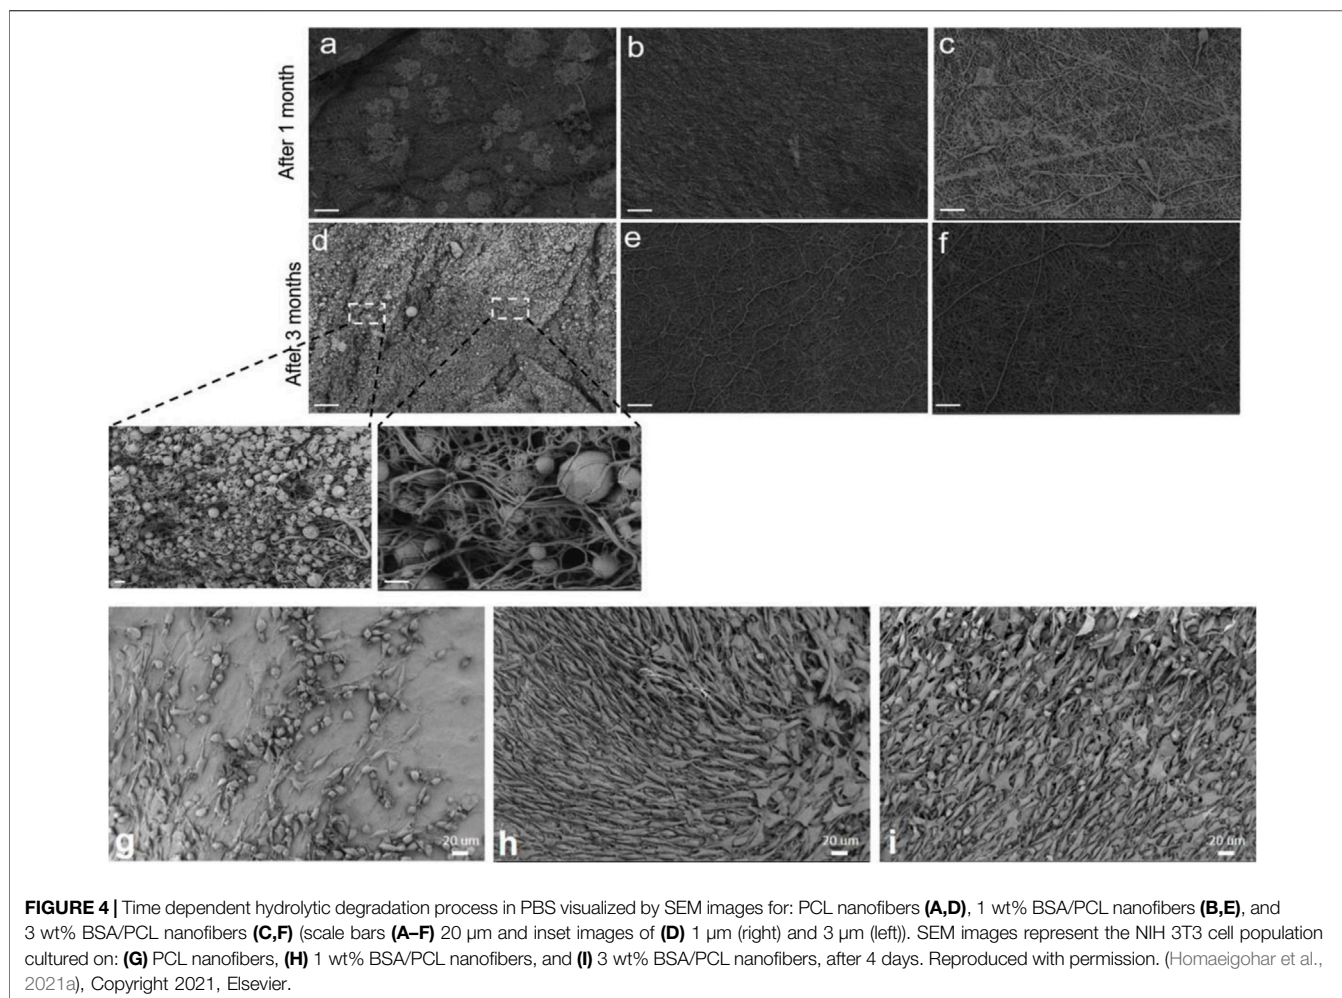 After 1 month
a
b
c
After 3 months
d
e
f
g
20 um
h
20 µm
i
20 um
FIGURE 4 | Time dependent hydrolytic degradation process in PBS visualized by SEM images for: PCL nanofibers (A,D), 1 wt% BSA/PCL nanofibers (B,E), and
3 wt% BSA/PCL nanofibers (C,F) (scale bars (A–F) 20 µm and inset images of (D) 1 µm (right) and 3 µm (left)). SEM images represent the NIH 3T3 cell population
cultured on: (G) PCL nanofibers, (H) 1 wt% BSA/PCL nanofibers, and (I) 3 wt% BSA/PCL nanofibers, after 4 days. Reproduced with permission. (Homaeigohar et al.,
2021a), Copyright 2021, Elsevier.